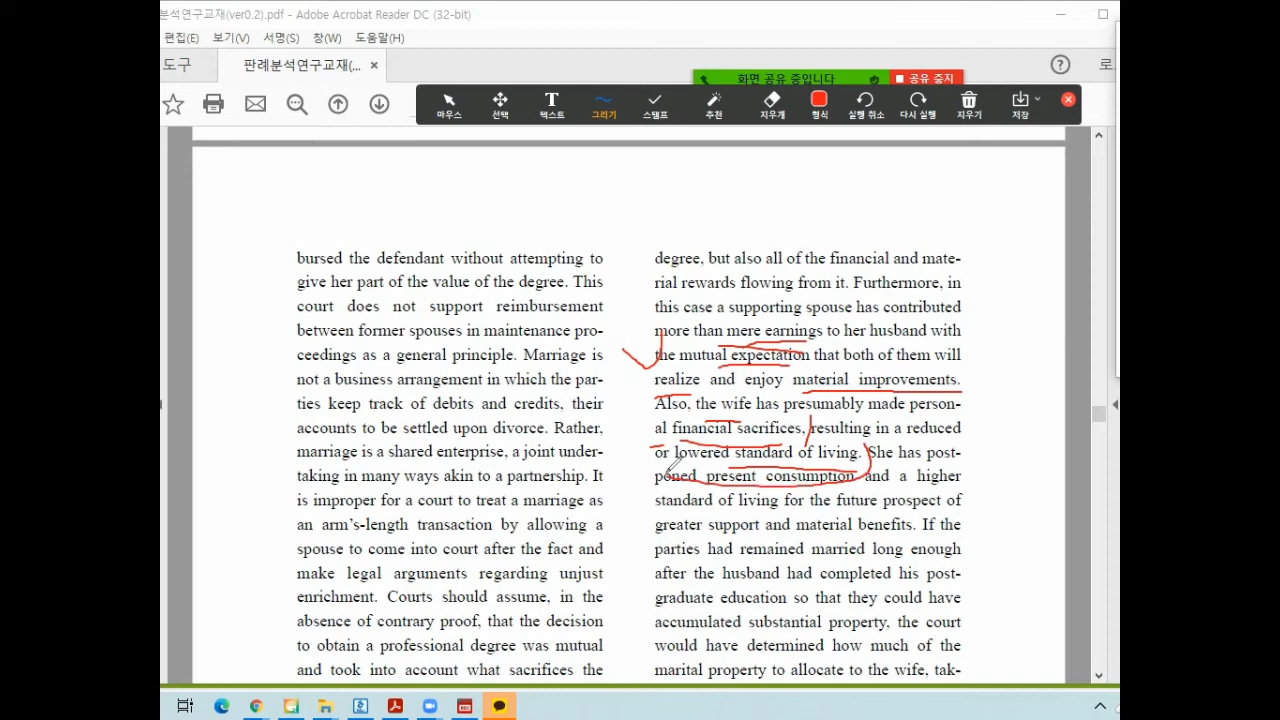 분석연구교재(ver0.2).pdf - Adobe Acrobat Reader DC (32-bit)
편집(E) 보기(V) 서명(S) 창(W) 도움말(H)
도구 판례분석연구교재(... × 로
화면 공유 중입니다 공유 중지
마우스 선택 텍스트 그리기 스탬프 추천 지우개 형식 실행 취소 다시 실행 지우기 저장
bursed the defendant without attempting to
give her part of the value of the degree. This
court does not support reimbursement
between former spouses in maintenance pro-
ceedings as a general principle. Marriage is
not a business arrangement in which the par-
ties keep track of debits and credits, their
accounts to be settled upon divorce. Rather,
marriage is a shared enterprise, a joint under-
taking in many ways akin to a partnership. It
is improper for a court to treat a marriage as
an arm's-length transaction by allowing a
spouse to come into court after the fact and
make legal arguments regarding unjust
enrichment. Courts should assume, in the
absence of contrary proof, that the decision
to obtain a professional degree was mutual
and took into account what sacrifices the
degree, but also all of the financial and mate-
rial rewards flowing from it. Furthermore, in
this case a supporting spouse has contributed
more than mere earnings to her husband with
the mutual expectation that both of them will
realize and enjoy material improvements.
Also, the wife has presumably made person-
al financial sacrifices, resulting in a reduced
or lowered standard of living. She has post-
poned present consumption and a higher
standard of living for the future prospect of
greater support and material benefits. If the
parties had remained married long enough
after the husband had completed his post-
graduate education so that they could have
accumulated substantial property, the court
would have determined how much of the
marital property to allocate to the wife, tak-